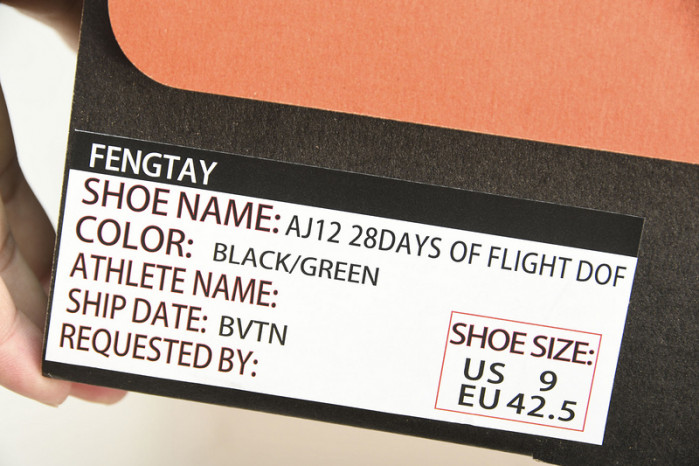 FENGTAY
SHOE NAME: AJ12 28DAYS OF FLIGHT DOF
COLOR: BLACK/GREEN
ATHLETE NAME:
SHIP DATE: BVTN
REQUESTED BY:
SHOE SIZE:
US 9
EU 42.5